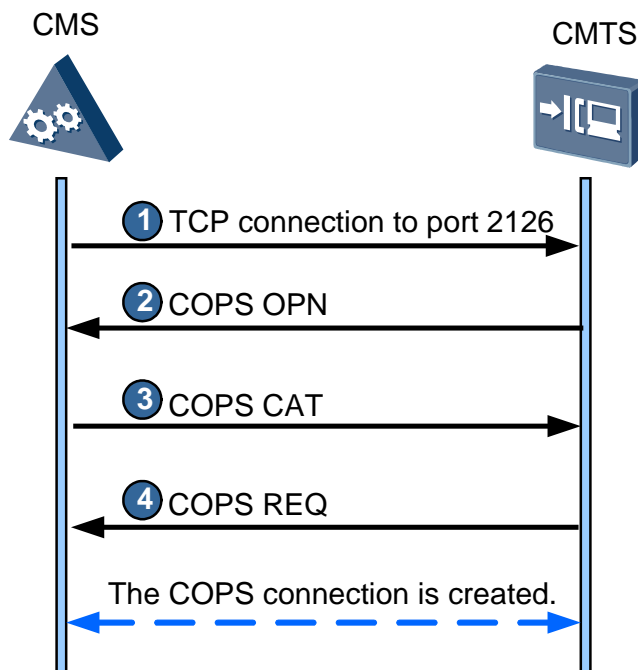 CMS
CMTS
1 TCP connection to port 2126
2 COPS OPN
3 COPS CAT
4 COPS REQ
The COPS connection is created.